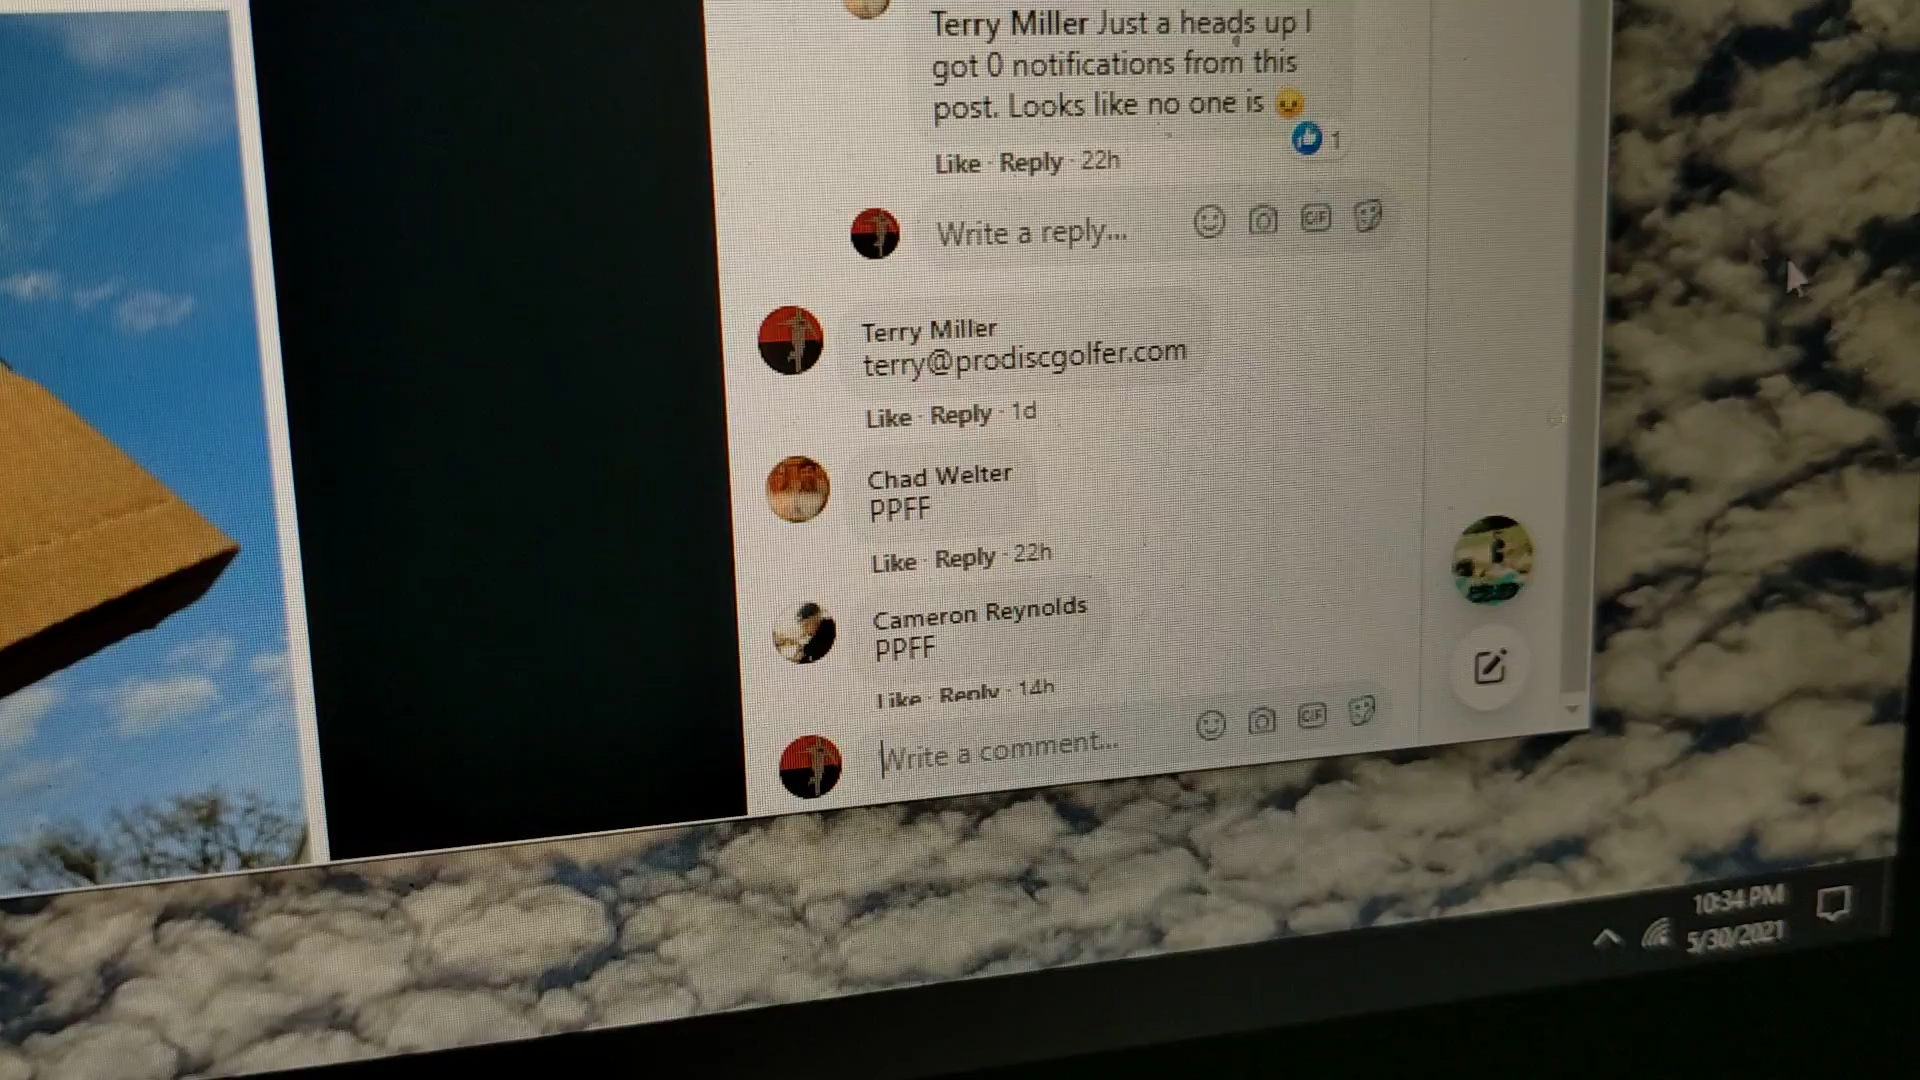 Terry Miller Just a heads up I
got 0 notifications from this
post. Looks like no one is
1
Like · Reply · 22h
Write a reply...
GIF
Terry Miller
terry@prodiscgolfer.com
Like · Reply · 1d
Chad Welter
PPFF
Like · Reply · 22h
Cameron Reynolds
PPFF
Like · Reply · 14h
Write a comment...
GIF
10:34 PM
5/30/2021